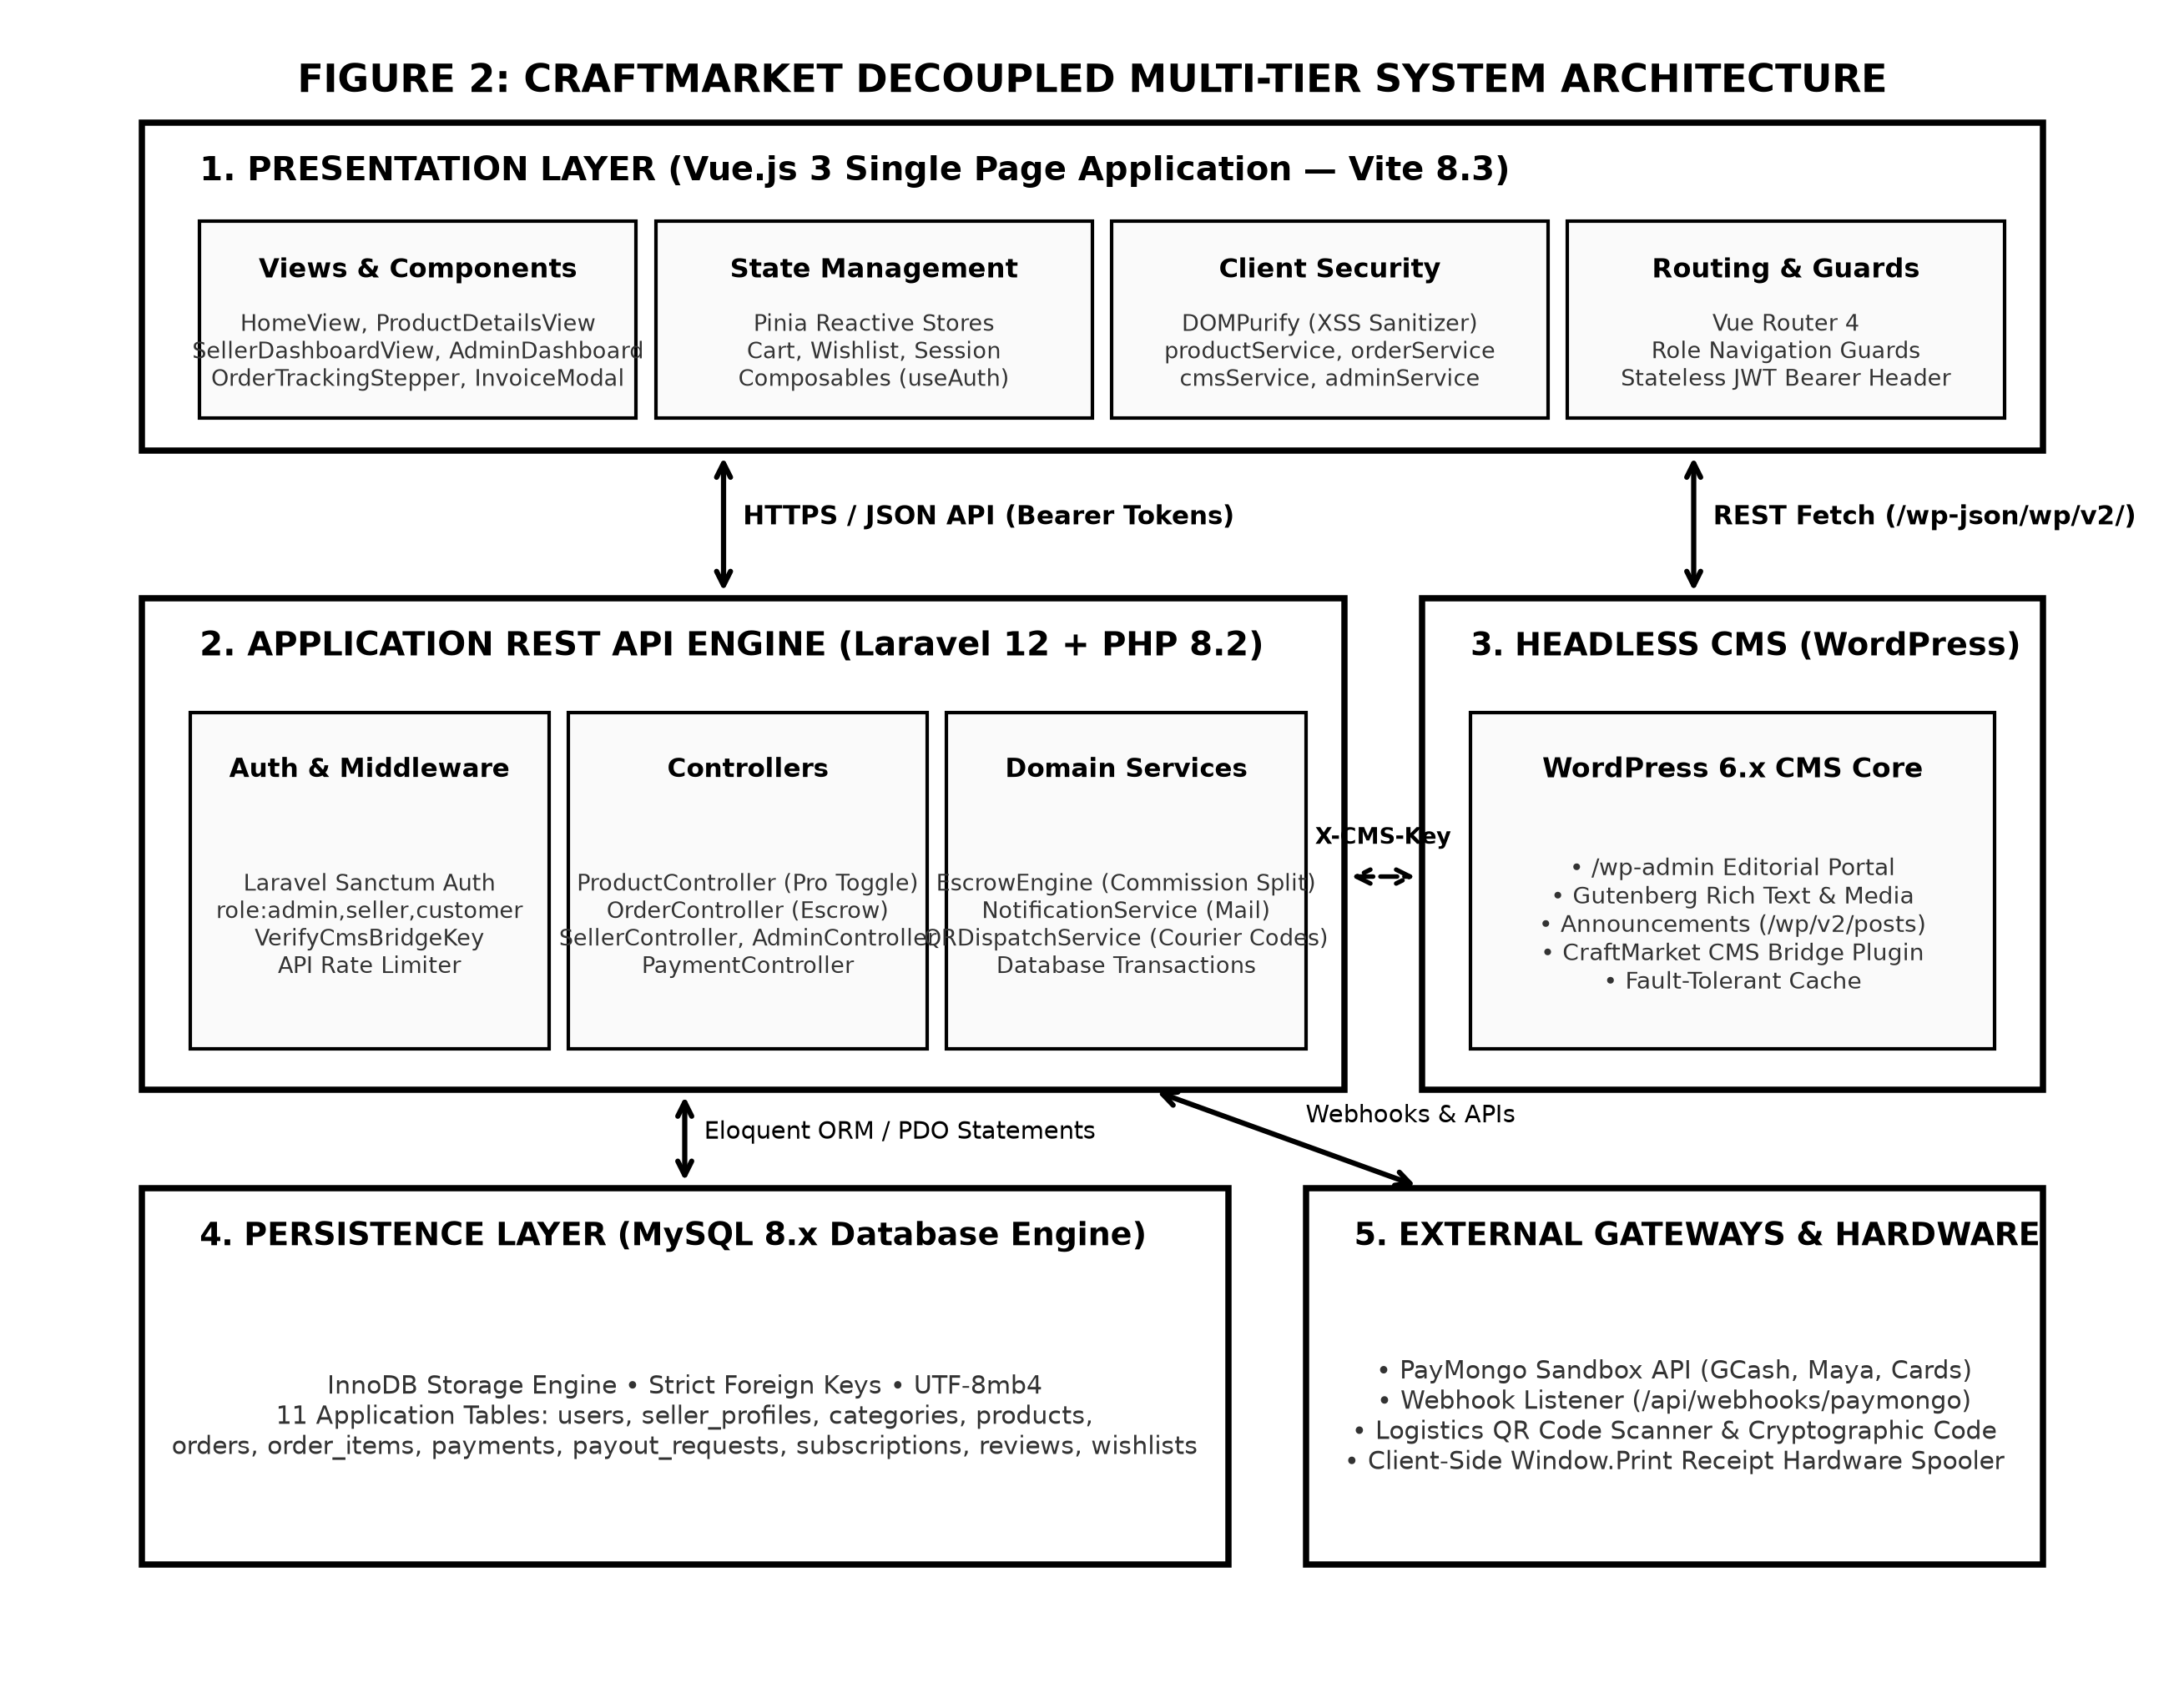 FIGURE 2: CRAFTMARKET DECOUPLED MULTI-TIER SYSTEM ARCHITECTURE
1. PRESENTATION LAYER (Vue.js 3 Single Page Application — Vite 8.3)
Views & Components
HomeView, ProductDetailsView
SellerDashboardView, AdminDashboard
OrderTrackingStepper, InvoiceModal
State Management
Pinia Reactive Stores
Cart, Wishlist, Session
Composables (useAuth)
Client Security
DOMPurify (XSS Sanitizer)
productService, orderService
cmsService, adminService
Routing & Guards
Vue Router 4
Role Navigation Guards
Stateless JWT Bearer Header
HTTPS / JSON API (Bearer Tokens)
REST Fetch (/wp-json/wp/v2/)
2. APPLICATION REST API ENGINE (Laravel 12 + PHP 8.2)
Auth & Middleware
Laravel Sanctum Auth
role:admin,seller,customer
VerifyCmsBridgeKey
API Rate Limiter
Controllers
ProductController (Pro Toggle)
OrderController (Escrow)
SellerController, AdminController
PaymentController
Domain Services
EscrowEngine (Commission Split)
NotificationService (Mail)
QRDispatchService (Courier Codes)
Database Transactions
X-CMS-Key
3. HEADLESS CMS (WordPress)
WordPress 6.x CMS Core
• /wp-admin Editorial Portal
• Gutenberg Rich Text & Media
• Announcements (/wp/v2/posts)
• CraftMarket CMS Bridge Plugin
• Fault-Tolerant Cache
Eloquent ORM / PDO Statements
Webhooks & APIs
4. PERSISTENCE LAYER (MySQL 8.x Database Engine)
InnoDB Storage Engine • Strict Foreign Keys • UTF-8mb4
11 Application Tables: users, seller_profiles, categories, products,
orders, order_items, payments, payout_requests, subscriptions, reviews, wishlists
5. EXTERNAL GATEWAYS & HARDWARE
• PayMongo Sandbox API (GCash, Maya, Cards)
• Webhook Listener (/api/webhooks/paymongo)
• Logistics QR Code Scanner & Cryptographic Code
• Client-Side Window.Print Receipt Hardware Spooler